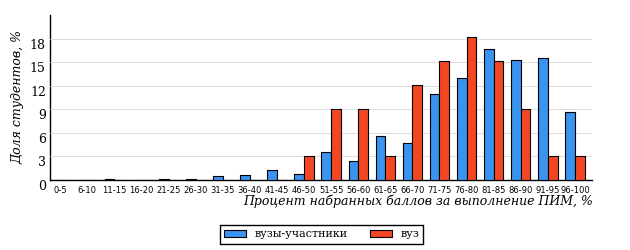 Доля студентов, %
18
15
12
9
6
3
0
0-5 6-10 11-15 16-20 21-25 26-30 31-35 36-40 41-45 46-50 51-55 56-60 61-65 66-70 71-75 76-80 81-85 86-90 91-95 96-100
Процент набранных баллов за выполнение ПИМ, %
вузы-участники вуз